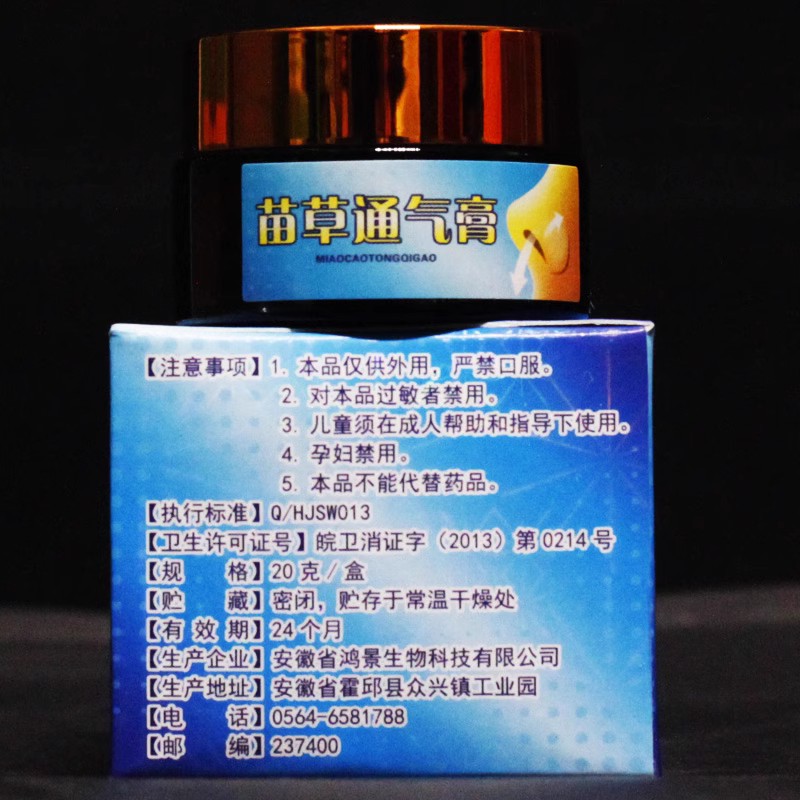 苗草通气膏
MIAOCAOTONGQIGAO
【注意事项】1. 本品仅供外用，严禁口服。
2. 对本品过敏者禁用。
3. 儿童须在成人帮助和指导下使用。
4. 孕妇禁用。
5. 本品不能代替药品。
【执行标准】Q/HJSW013
【卫生许可证号】皖卫消证字（2013）第0214号
【规 格】20克／盒
【贮 藏】密闭，贮存于常温干燥处
【有 效 期】24个月
【生产企业】安徽省鸿景生物科技有限公司
【生产地址】安徽省霍邱县众兴镇工业园
【电 话】0564-6581788
【邮 编】237400